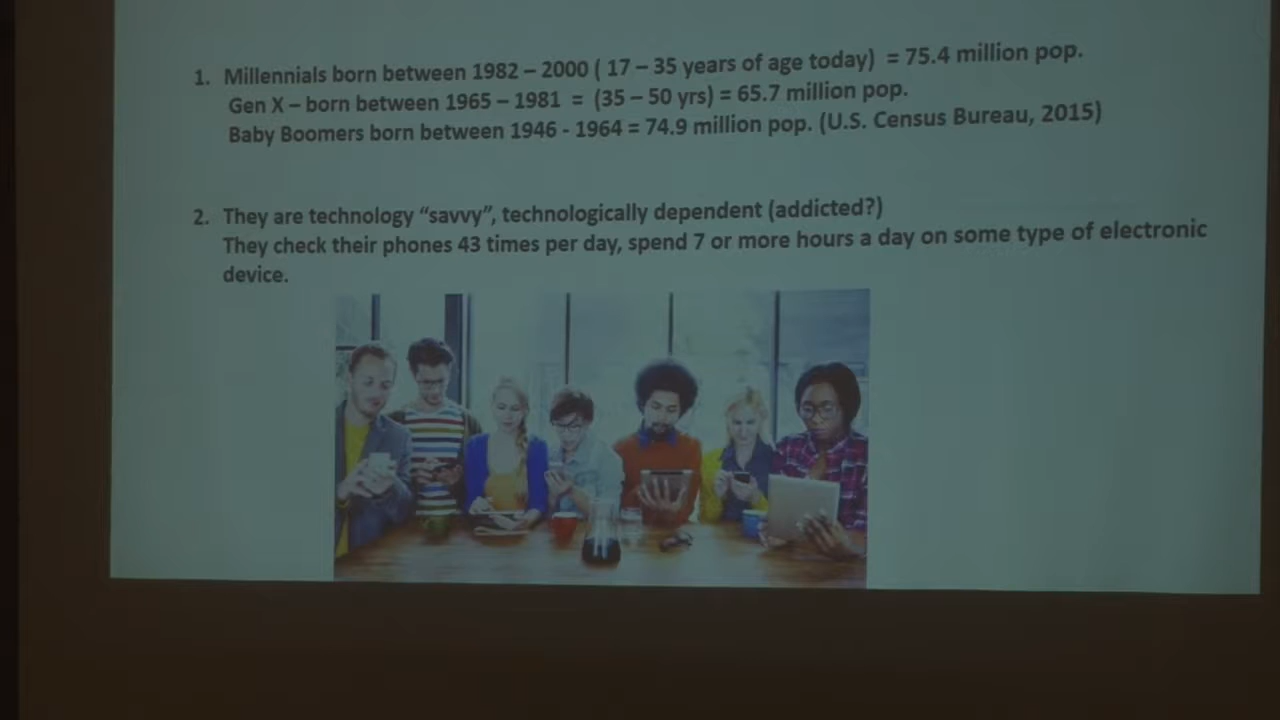 1. Millennials born between 1982 – 2000 ( 17 – 35 years of age today) = 75.4 million pop.
Gen X – born between 1965 – 1981 = (35 – 50 yrs) = 65.7 million pop.
Baby Boomers born between 1946 - 1964 = 74.9 million pop. (U.S. Census Bureau, 2015)
2. They are technology “savvy”, technologically dependent (addicted?)
They check their phones 43 times per day, spend 7 or more hours a day on some type of electronic
device.